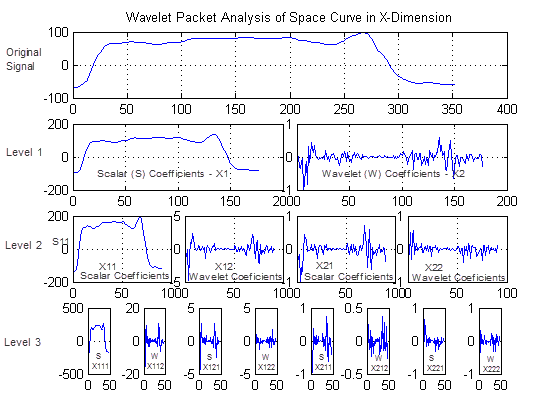 Wavelet Packet Analysis of Space Curve in X-Dimension
Original
Signal
100
0
-100
0 50 100 150 200 250 300 350 400
Level 1
200
0
-200
Scalar (S) Coefficients - X1
0 50 100 150 200
1
0
-1
Wavelet (W) Coefficients - X2
0 50 100 150 200
Level 2
200
0
-200
S11
X11
Scalar Coefficients
0 50 100
5
0
-5
X12
Wavelet Coeficients
0 50 100
1
0
-1
X21
Scalar Coeficients
0 50 100
1
0
-1
X22
Wavelet Coeficients
0 50 100
Level 3
500
0
-500
S
X111
0 50
20
0
-20
W
X112
0 50
5
0
-5
S
X121
0 50
5
0
-5
W
X122
0 50
1
0
-1
S
X211
0 50
0.5
0
-0.5
W
X212
0 50
1
0
-1
S
X221
0 50
1
0
-1
W
X222
0 50